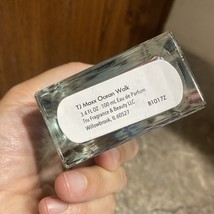 TJ Maxx Ocean Walk
3.4 FL OZ · 100 mL Eau de Parfum
Tru Fragrance & Beauty LLC.
Willowbrook, IL 60527
B1017Z